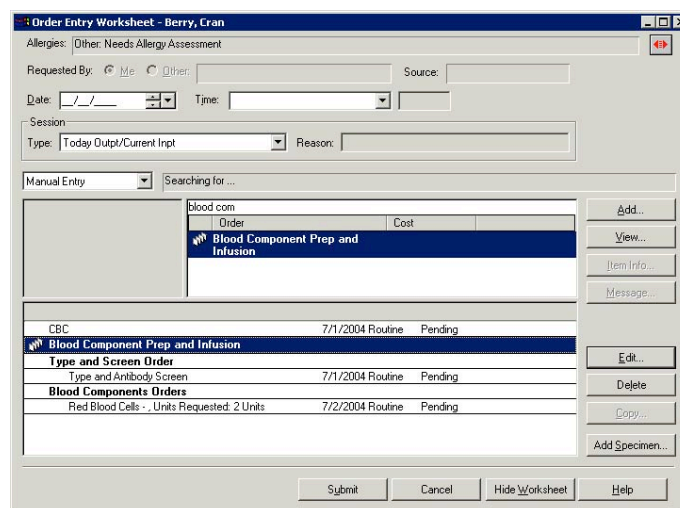 Order Entry Worksheet - Berry, Cran
Allergies: Other: Needs Allergy Assessment
Requested By: Me Other: Source:
Date: _/_/____ Time:
Session
Type: Today Outpt/Current Inpt Reason:
Manual Entry Searching for ...
blood com
Add...
Order Cost
View...
Blood Component Prep and
Infusion
Item Info...
Message...
CBC 7/1/2004 Routine Pending
Blood Component Prep and Infusion
Type and Screen Order
Edit...
Type and Antibody Screen 7/1/2004 Routine Pending
Delete
Blood Components Orders
Red Blood Cells - , Units Requested: 2 Units 7/2/2004 Routine Pending
Copy...
Add Specimen...
Submit Cancel Hide Worksheet Help